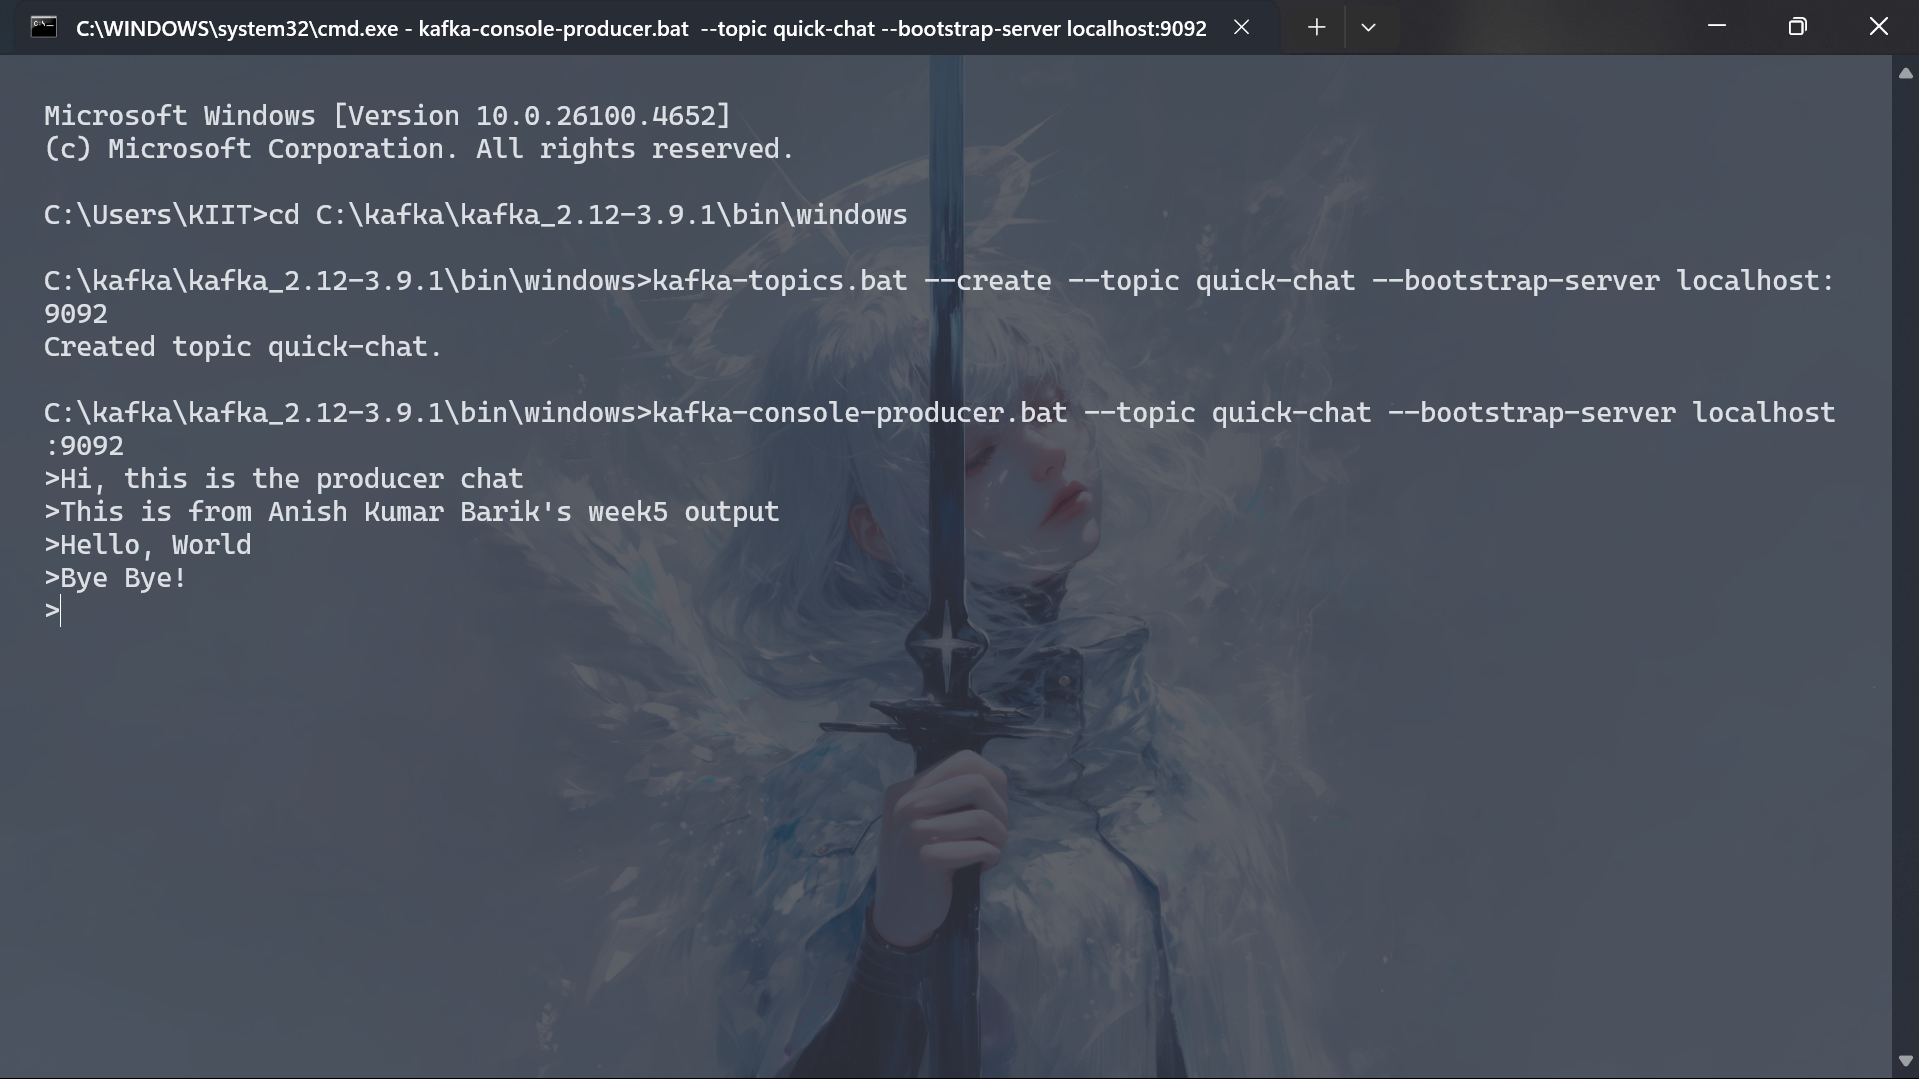 C:\WINDOWS\system32\cmd.exe - kafka-console-producer.bat  --topic quick-chat --bootstrap-server localhost:9092
Microsoft Windows [Version 10.0.26100.4652]
(c) Microsoft Corporation. All rights reserved.
C:\Users\KIIT>cd C:\kafka\kafka_2.12-3.9.1\bin\windows
C:\kafka\kafka_2.12-3.9.1\bin\windows>kafka-topics.bat --create --topic quick-chat --bootstrap-server localhost:
9092
Created topic quick-chat.
C:\kafka\kafka_2.12-3.9.1\bin\windows>kafka-console-producer.bat --topic quick-chat --bootstrap-server localhost
:9092
>Hi, this is the producer chat
>This is from Anish Kumar Barik's week5 output
>Hello, World
>Bye Bye!
>